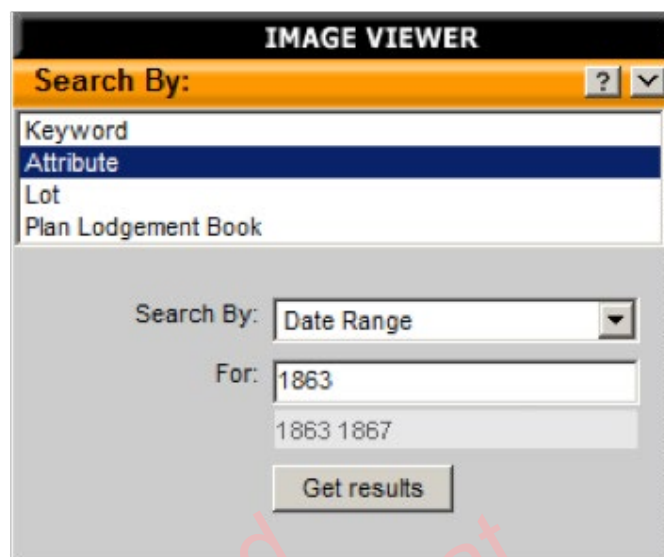 IMAGE VIEWER
Search By: ?
Keyword
Attribute
Lot
Plan Lodgement Book
Search By: Date Range
For: 1863
1863 1867
Get results